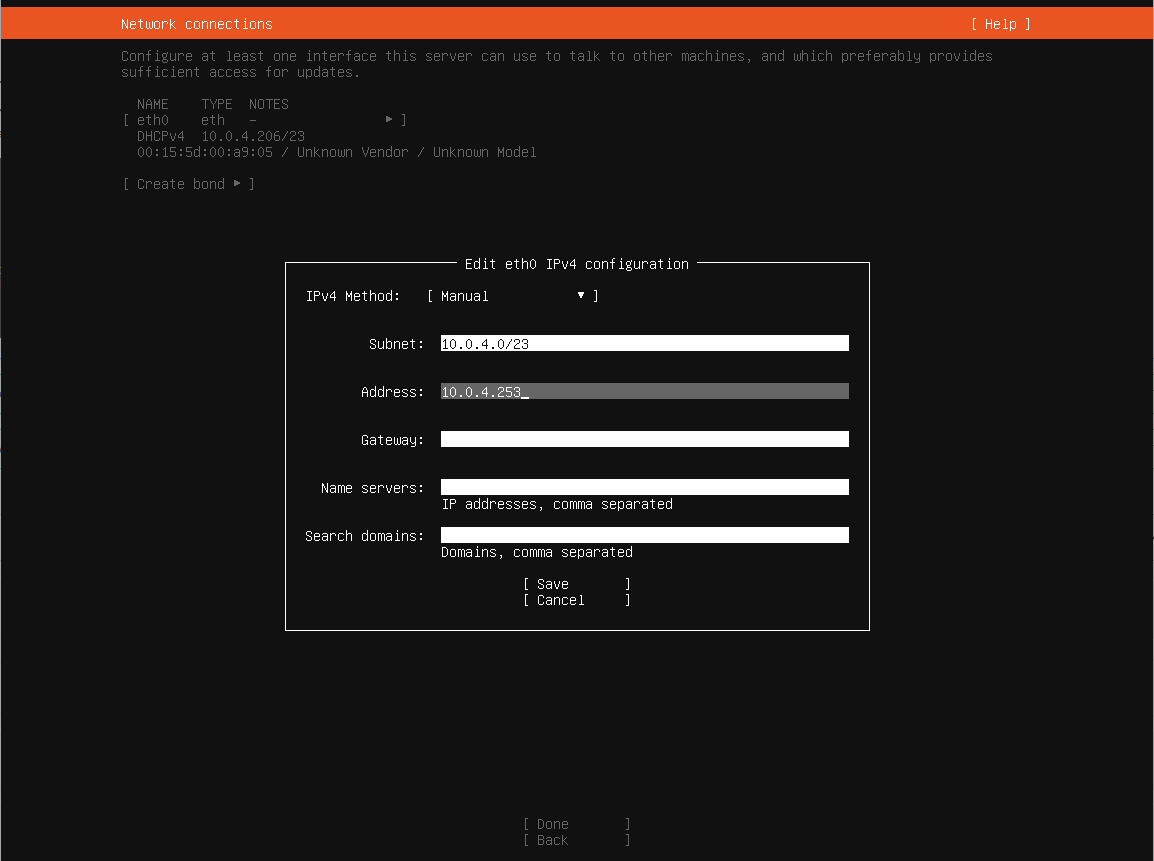 Network connections [ Help ]
Configure at least one interface this server can use to talk to other machines, and which preferably provides
sufficient access for updates.
NAME TYPE NOTES
[ eth0 eth – ▸ ]
DHCPv4 10.0.4.206/23
00:15:5d:00:a9:05 / Unknown Vendor / Unknown Model
[ Create bond ▸ ]
Edit eth0 IPv4 configuration
IPv4 Method: [ Manual ▾ ]
Subnet: 10.0.4.0/23
Address: 10.0.4.253_
Gateway:
Name servers:
IP addresses, comma separated
Search domains:
Domains, comma separated
[ Save ]
[ Cancel ]
[ Done ]
[ Back ]